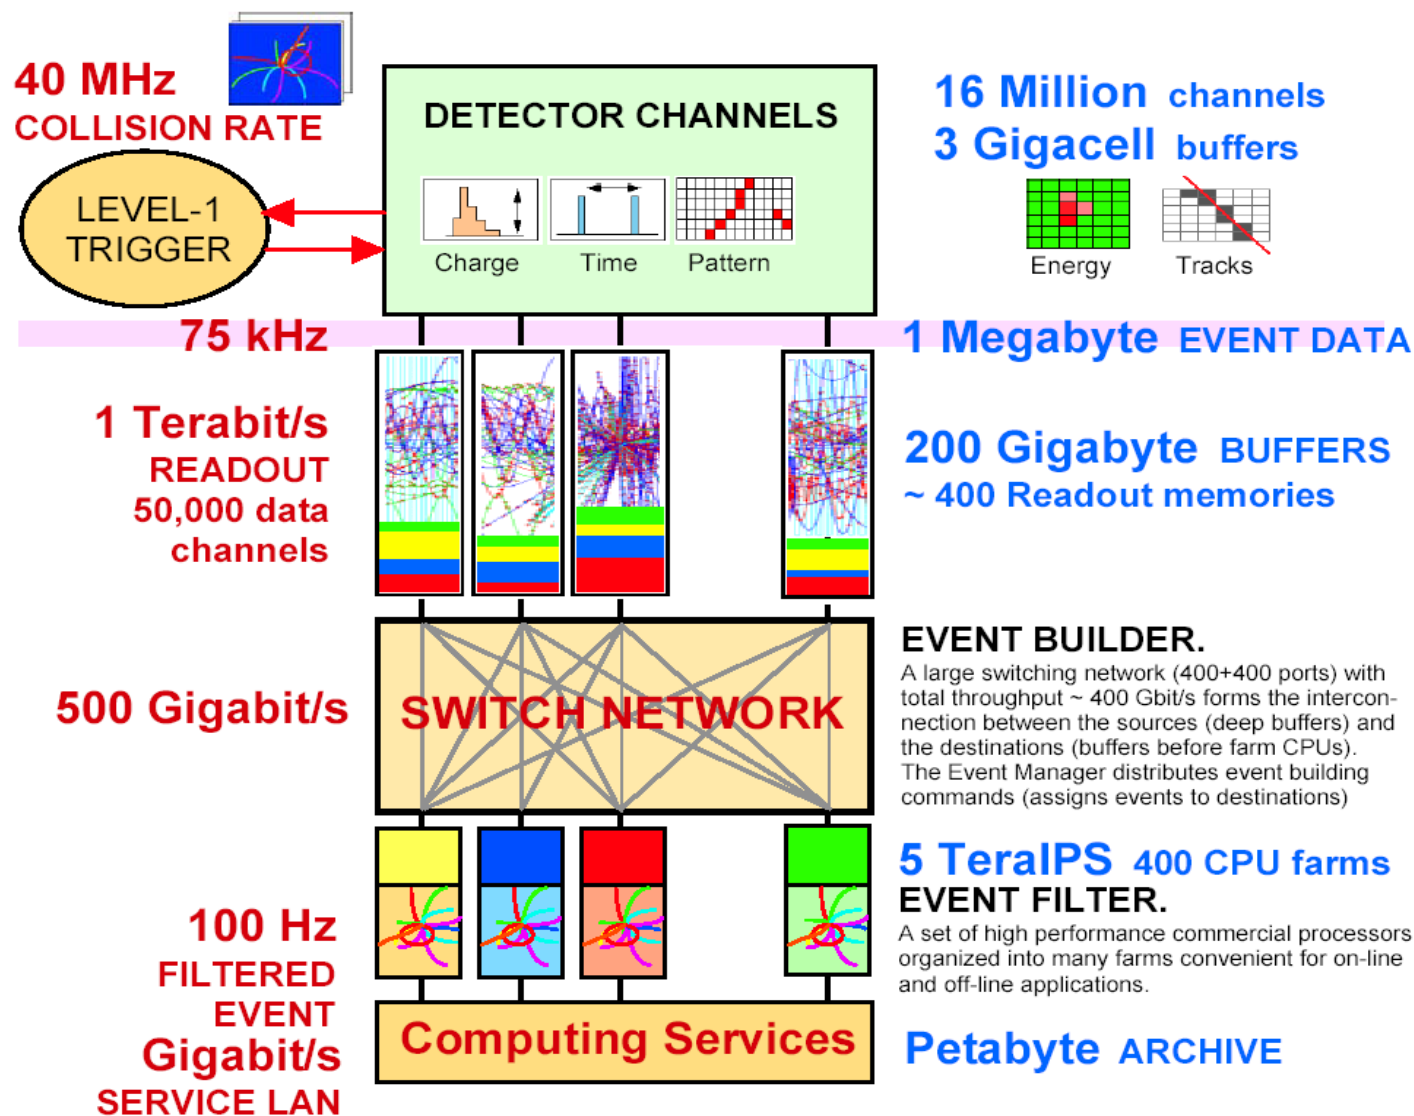 40 MHz
COLLISION RATE
LEVEL-1
TRIGGER
DETECTOR CHANNELS
Charge
Time
Pattern
16 Million channels
3 Gigacell buffers
Energy
Tracks
75 kHz
1 Megabyte EVENT DATA
1 Terabit/s
READOUT
50,000 data
channels
200 Gigabyte BUFFERS
~ 400 Readout memories
500 Gigabit/s
SWITCH NETWORK
EVENT BUILDER.
A large switching network (400+400 ports) with
total throughput ~ 400 Gbit/s forms the intercon-
nection between the sources (deep buffers) and
the destinations (buffers before farm CPUs).
The Event Manager distributes event building
commands (assigns events to destinations)
5 TeraIPS 400 CPU farms
EVENT FILTER.
A set of high performance commercial processors
organized into many farms convenient for on-line
and off-line applications.
100 Hz
FILTERED
EVENT
Gigabit/s
SERVICE LAN
Computing Services
Petabyte ARCHIVE